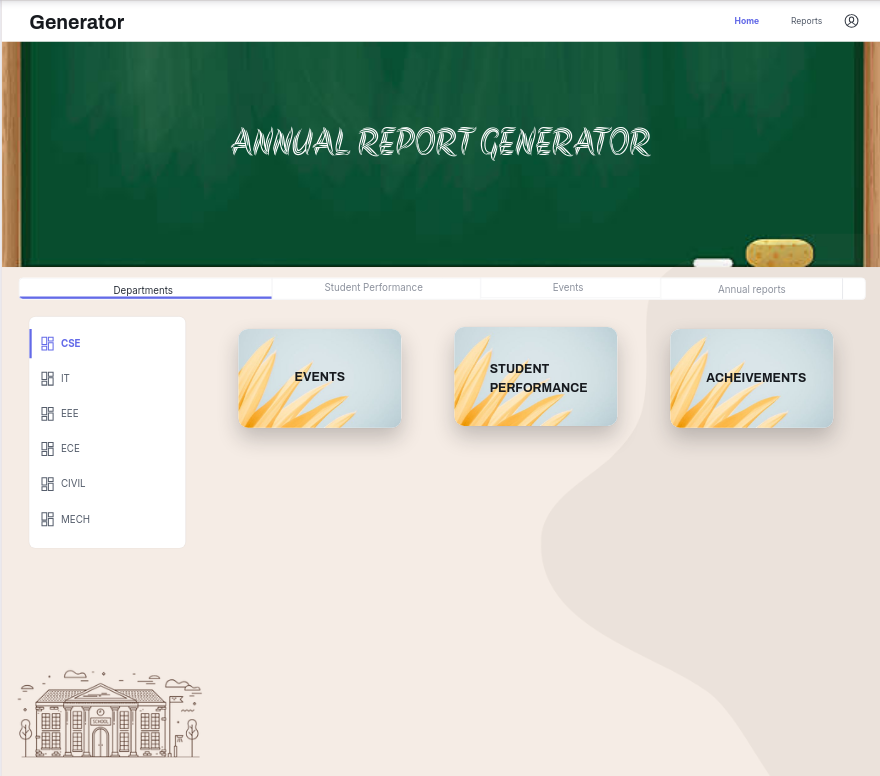 Generator
Home
Reports
ANNUAL REPORT GENERATOR
Departments
Student Performance
Events
Annual reports
CSE
IT
EEE
ECE
CIVIL
MECH
EVENTS
STUDENT
PERFORMANCE
ACHEIVEMENTS
SCHOOL